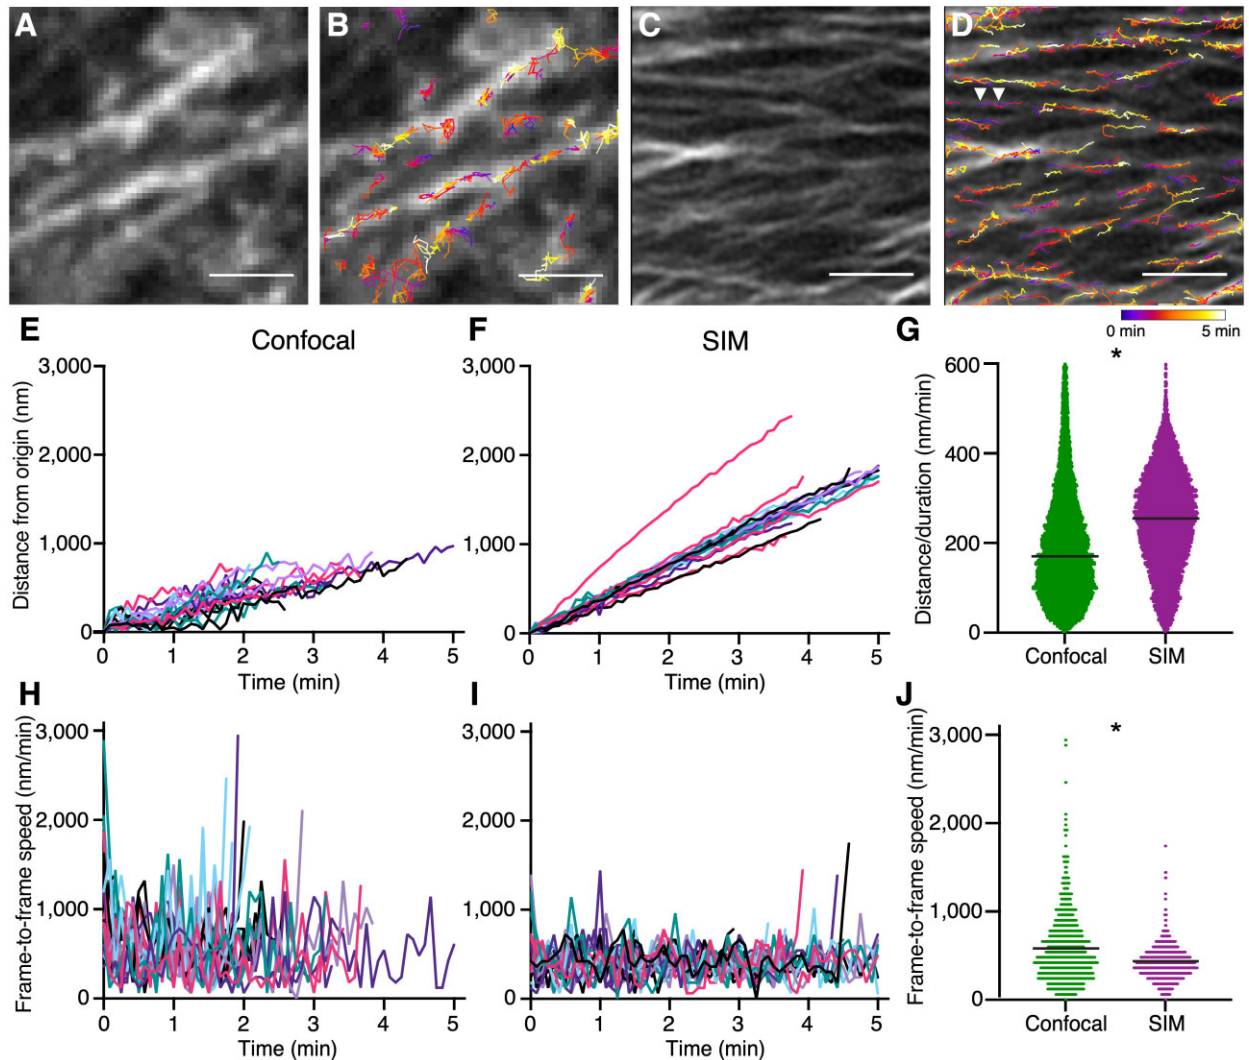 A
B
C
D
0 min
5 min
E
Confocal
F
SIM
G
*
Distance from origin (nm)
3,000
2,000
1,000
0
0
1
2
3
4
5
Time (min)
3,000
2,000
1,000
0
0
1
2
3
4
5
Time (min)
Distance/duration (nm/min)
600
400
200
0
Confocal
SIM
H
I
J
*
Frame-to-frame speed (nm/min)
3,000
2,000
1,000
0
0
1
2
3
4
5
Time (min)
3,000
2,000
1,000
0
0
1
2
3
4
5
Time (min)
Frame-to-frame speed (nm/min)
3,000
2,000
1,000
0
Confocal
SIM